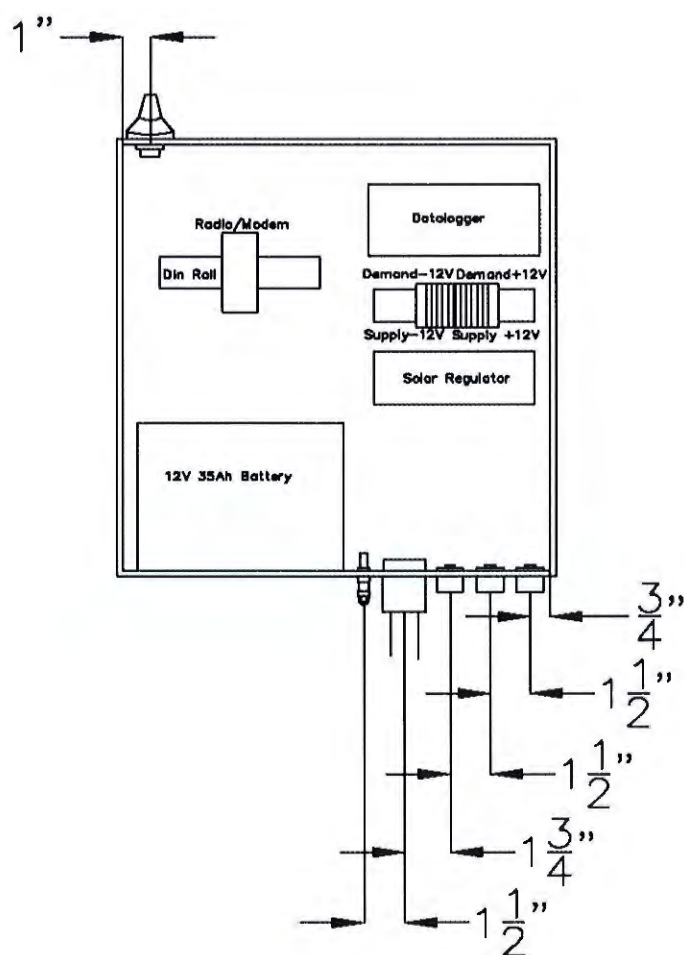 1”
Radio/Modem
Din Rail
Datalogger
Demand-12V Demand+12V
Supply-12V Supply +12V
Solar Regulator
12V 35Ah Battery
3/4”
1 1/2”
1 1/2”
1 3/4”
1 1/2”